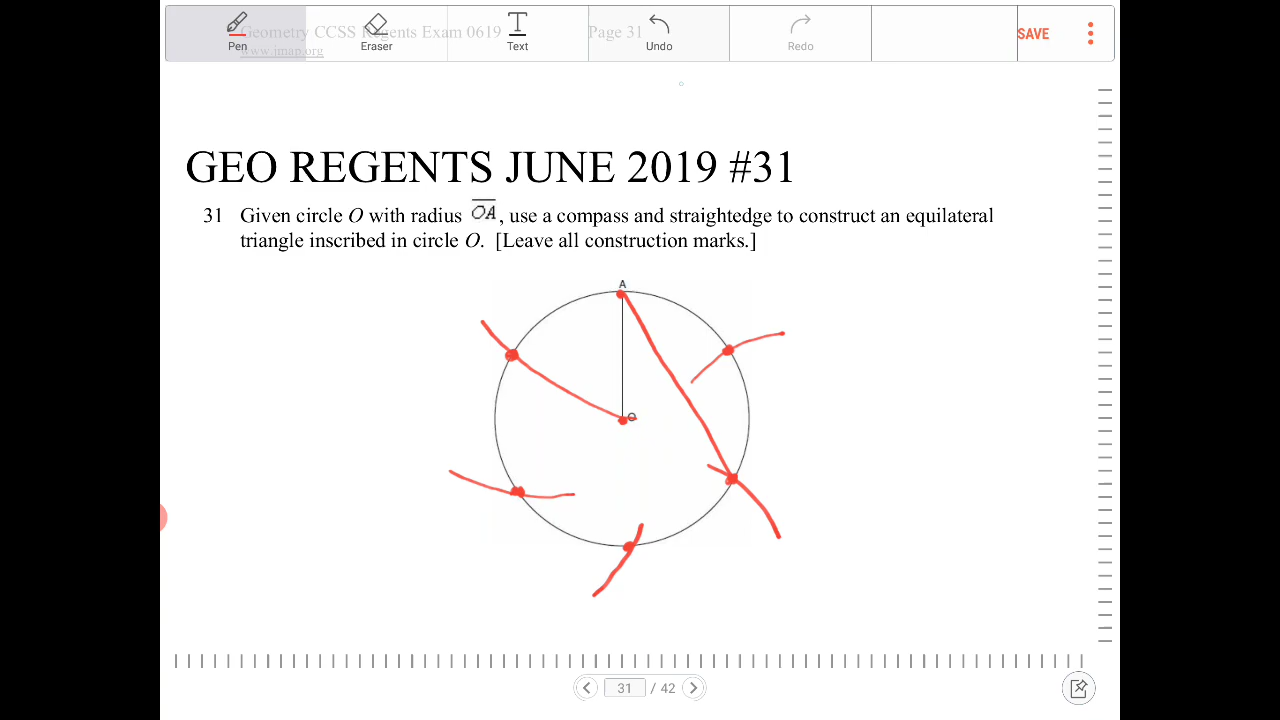 Geometry CCSS Regents Exam 0619 Page 31
www.jmap.org
Pen Eraser Text Undo Redo SAVE
GEO REGENTS JUNE 2019 #31
31 Given circle O with radius OA, use a compass and straightedge to construct an equilateral
triangle inscribed in circle O. [Leave all construction marks.]
A
O
31 / 42